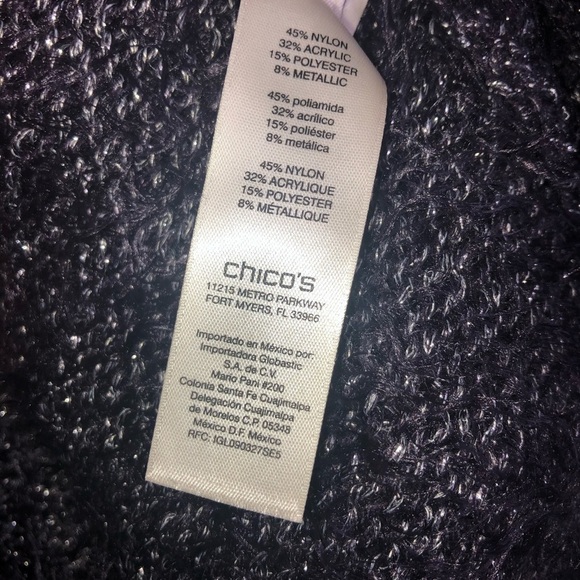 45% NYLON
32% ACRYLIC
15% POLYESTER
8% METALLIC
45% poliamida
32% acrílico
15% poliéster
8% metálica
45% NYLON
32% ACRYLIQUE
15% POLYESTER
8% MÉTALLIQUE
chico's
11215 METRO PARKWAY
FORT MYERS, FL 33966
Importado en México por:
Importadora Globastic
S.A. de C.V.
Mario Pani #200
Colonia Santa Fe Cuajimalpa
Delegación Cuajimalpa
de Morelos C.P. 05348
México D.F. México
RFC: IGL090327SE5